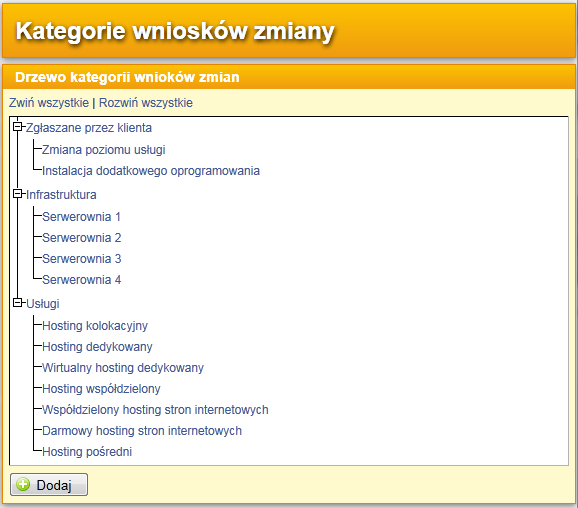 Kategorie wniosków zmiany
Drzewo kategorii wnioków zmian
Zwiń wszystkie | Rozwiń wszystkie
Zgłaszane przez klienta
Zmiana poziomu usługi
Instalacja dodatkowego oprogramowania
Infrastruktura
Serwerownia 1
Serwerownia 2
Serwerownia 3
Serwerownia 4
Usługi
Hosting kolokacyjny
Hosting dedykowany
Wirtualny hosting dedykowany
Hosting współdzielony
Współdzielony hosting stron internetowych
Darmowy hosting stron internetowych
Hosting pośredni
Dodaj